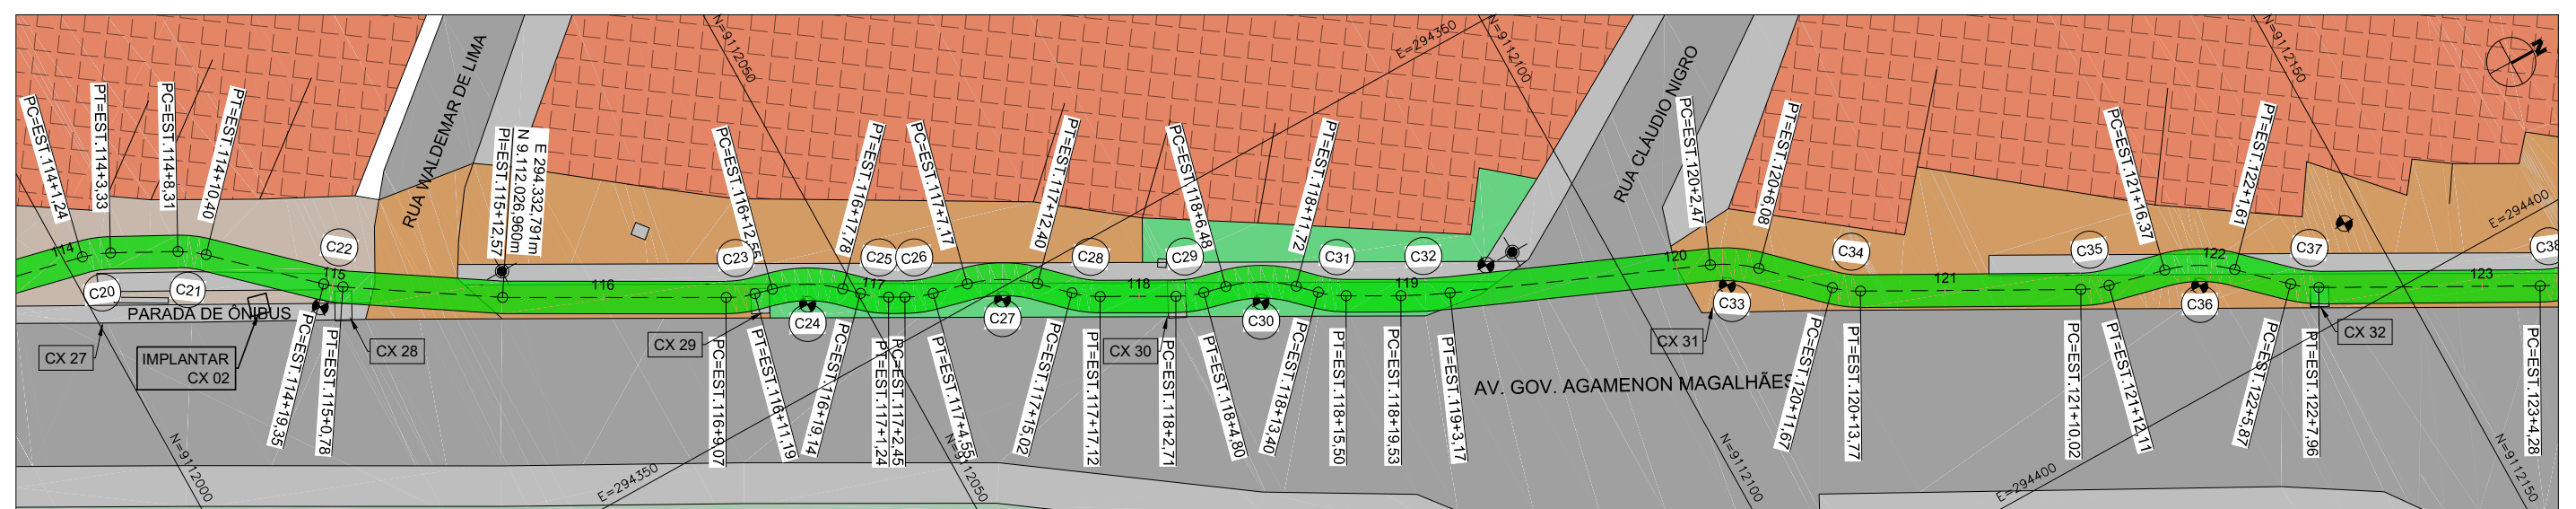 N=9112050
E=294350
N=9112100
N=9112150
N
RUA WALDEMAR DE LIMA
RUA CLÁUDIO NIGRO
PC=EST.114+1,24
PT=EST.114+3,33
PC=EST.114+8,31
PT=EST.114+10,40
PI=EST.115+12,57
N 9.112.026,960m
E 294.332,791m
PC=EST.116+12,55
PT=EST.116+17,78
PC=EST.117+7,17
PT=EST.117+12,40
PC=EST.118+6,48
PT=EST.118+11,72
PC=EST.120+2,47
PT=EST.120+6,08
PC=EST.121+16,37
PT=EST.122+1,61
E=294400
114
C20
C21
C22
115
116
C23
C24
C25
C26
117
C27
C28
118
C29
C30
C31
C32
119
120
C33
C34
121
C35
122
C36
C37
123
C38
PARADA DE ÔNIBUS
CX 27
IMPLANTAR
CX 02
CX 28
CX 29
CX 30
CX 31
CX 32
AV. GOV. AGAMENON MAGALHÃES
PC=EST.114+19,35
PT=EST.115+0,78
PC=EST.116+9,07
PT=EST.116+11,19
PC=EST.116+19,14
PT=EST.117+1,24
PC=EST.117+2,45
PT=EST.117+4,55
PC=EST.117+15,02
PT=EST.117+17,12
PC=EST.118+2,71
PT=EST.118+4,80
PC=EST.118+13,40
PT=EST.118+15,50
PC=EST.118+19,53
PT=EST.119+3,17
PC=EST.120+11,67
PT=EST.120+13,77
PC=EST.121+10,02
PT=EST.121+12,11
PC=EST.122+5,87
PT=EST.122+7,96
PC=EST.123+4,28
N=9112000
E=294350
N=9112050
N=9112100
E=294400
N=9112150